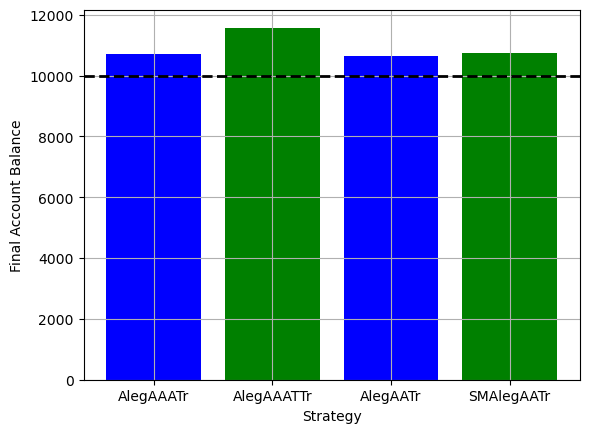 12000
10000
8000
6000
4000
2000
0
Final Account Balance
AlegAAATr
AlegAAATTr
AlegAATr
SMAlegAATr
Strategy